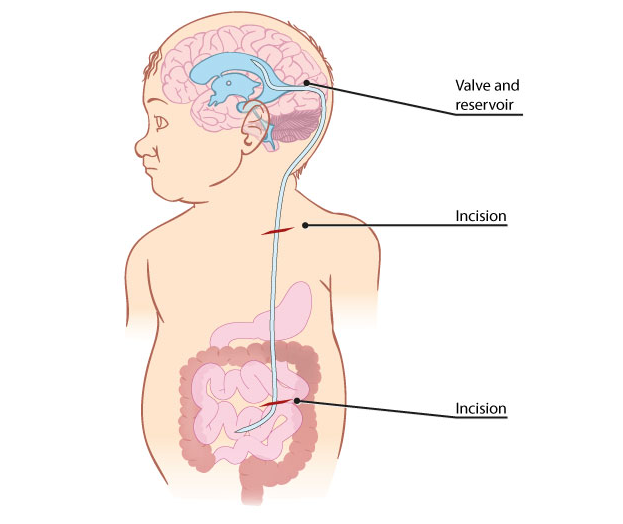 Valve and
reservoir
Incision
Incision